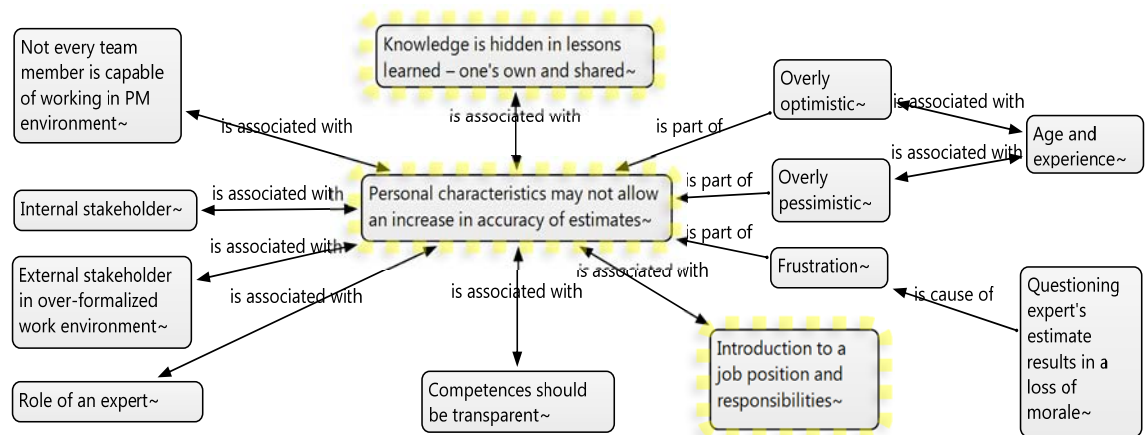 Not every team
member is capable
of working in PM
environment~
Knowledge is hidden in lessons
learned – one's own and shared~
Overly
optimistic~
is associated with
is associated with
is associated with
is part of
Age and
experience~
is associated with
Personal characteristics may not allow
an increase in accuracy of estimates~
is part of
Overly
pessimistic~
is associated with
Internal stakeholder~
is part of
is associated with
External stakeholder
in over-formalized
work environment~
is associated with
is associated with
is associated with
Frustration~
is cause of
Questioning
expert's
estimate
results in a
loss of
morale~
Introduction to a
job position and
responsibilities~
Role of an expert~
Competences should
be transparent~